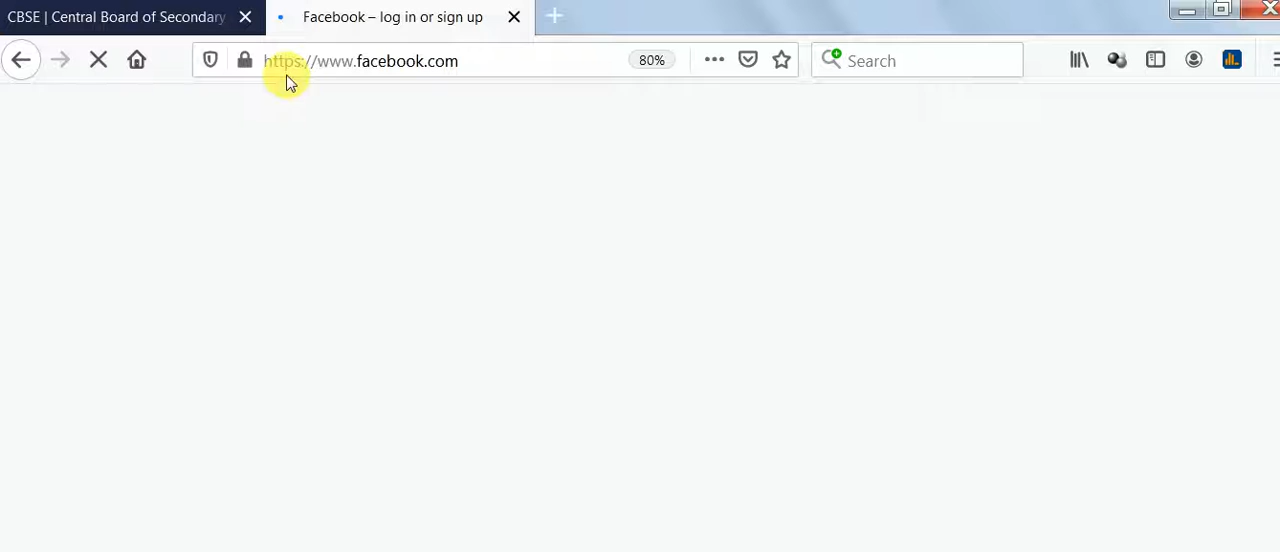 CBSE | Central Board of Secondary
Facebook – log in or sign up
https://www.facebook.com
80%
Search